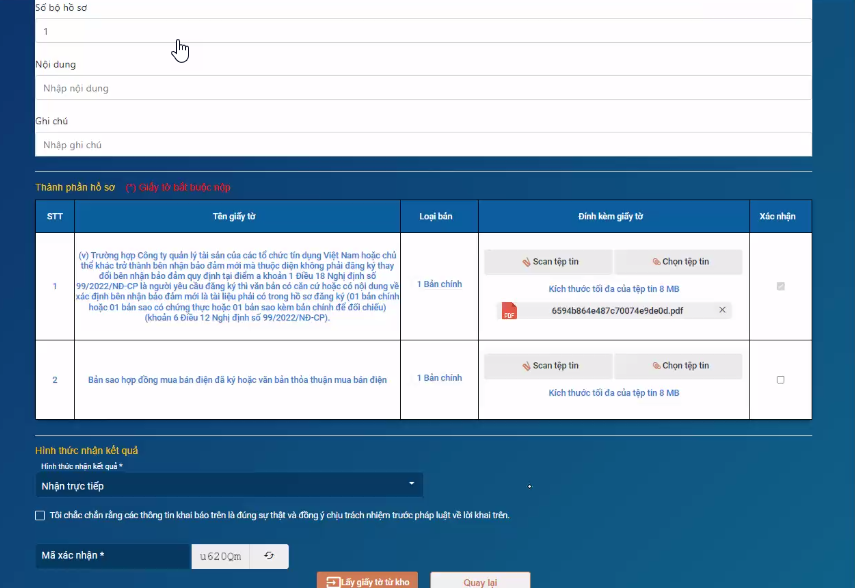 Số bộ hồ sơ
1
Nội dung
Nhập nội dung
Ghi chú
Nhập ghi chú
Thành phần hồ sơ (*) Giấy tờ bắt buộc nộp
STT Tên giấy tờ Loại bản Đính kèm giấy tờ Xác nhận
1
(v) Trường hợp Công ty quản lý tài sản của các tổ chức tín dụng Việt Nam hoặc chủ
thể khác trở thành bên nhận bảo đảm mới mà thuộc diện không phải đăng ký thay
đổi bên nhận bảo đảm quy định tại điểm a khoản 1 Điều 18 Nghị định số
99/2022/NĐ-CP là người yêu cầu đăng ký thì văn bản có căn cứ hoặc có nội dung về
xác định bên nhận bảo đảm mới là tài liệu phải có trong hồ sơ đăng ký (01 bản chính
hoặc 01 bản sao có chứng thực hoặc 01 bản sao kèm bản chính để đối chiếu)
(khoản 6 Điều 12 Nghị định số 99/2022/NĐ-CP).
1 Bản chính
Scan tệp tin Chọn tệp tin
Kích thước tối đa của tệp tin 8 MB
PDF 6594b864e487c70074e9de0d.pdf
2
Bản sao hợp đồng mua bán điện đã ký hoặc văn bản thỏa thuận mua bán điện
1 Bản chính
Scan tệp tin Chọn tệp tin
Kích thước tối đa của tệp tin 8 MB
Hình thức nhận kết quả
Hình thức nhận kết quả *
Nhận trực tiếp
Tôi chắc chắn rằng các thông tin khai báo trên là đúng sự thật và đồng ý chịu trách nhiệm trước pháp luật về lời khai trên.
Mã xác nhận * u620Qm
Lấy giấy tờ từ kho Quay lại